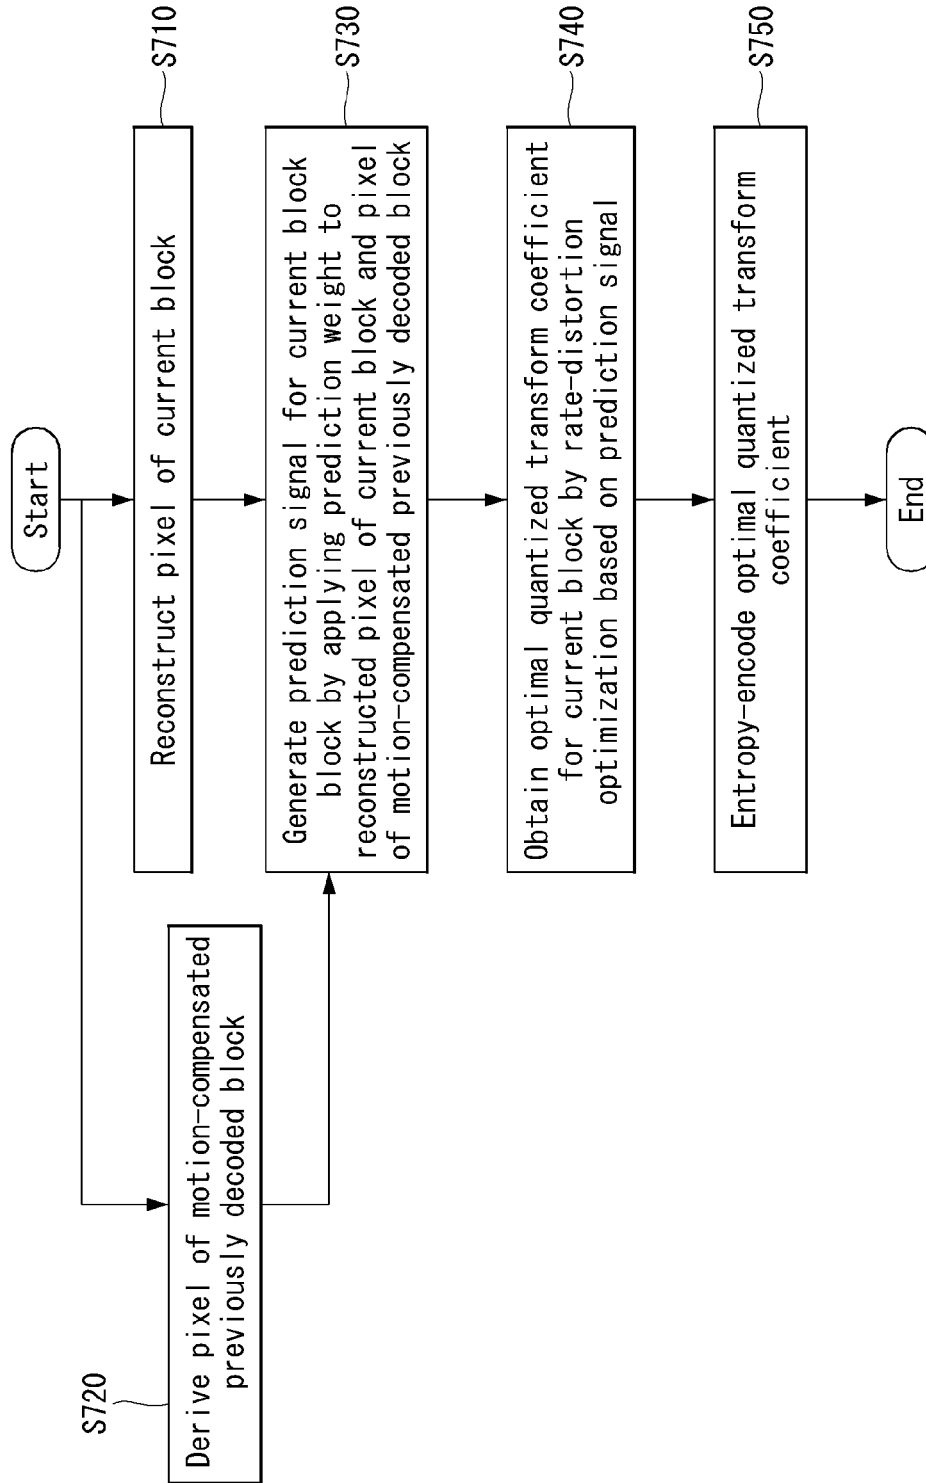 Start
Reconstruct pixel of current block
S710
S720
Derive pixel of motion-compensated
previously decoded block
Generate prediction signal for current block
block by applying prediction weight to
reconstructed pixel of current block and pixel
of motion-compensated previously decoded block
S730
Obtain optimal quantized transform coefficient
for current block by rate-distortion
optimization based on prediction signal
S740
Entropy-encode optimal quantized transform
coefficient
S750
End